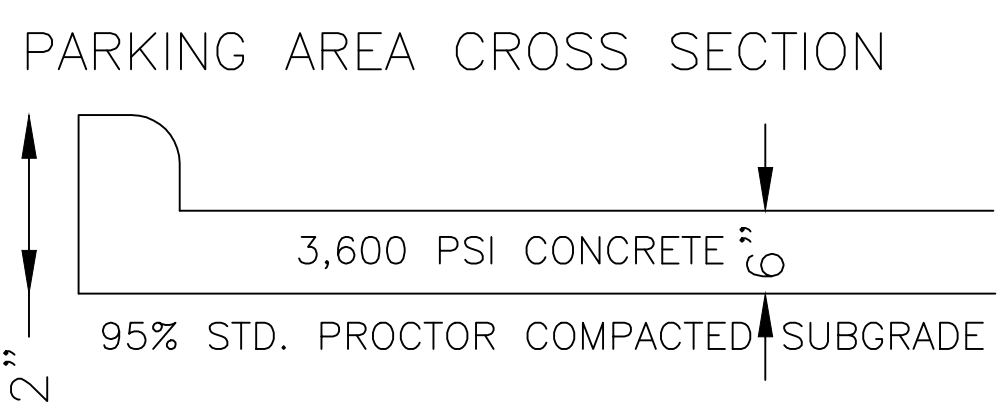 PARKING AREA CROSS SECTION
3,600 PSI CONCRETE
6"
95% STD. PROCTOR COMPACTED SUBGRADE
2"